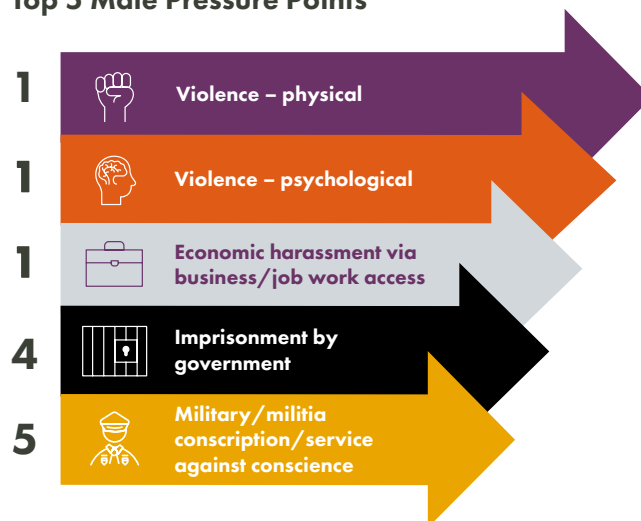 Top 5 Male Pressure Points
1
Violence – physical
1
Violence – psychological
1
Economic harassment via
business/job work access
4
Imprisonment by
government
5
Military/militia
conscription/service
against conscience